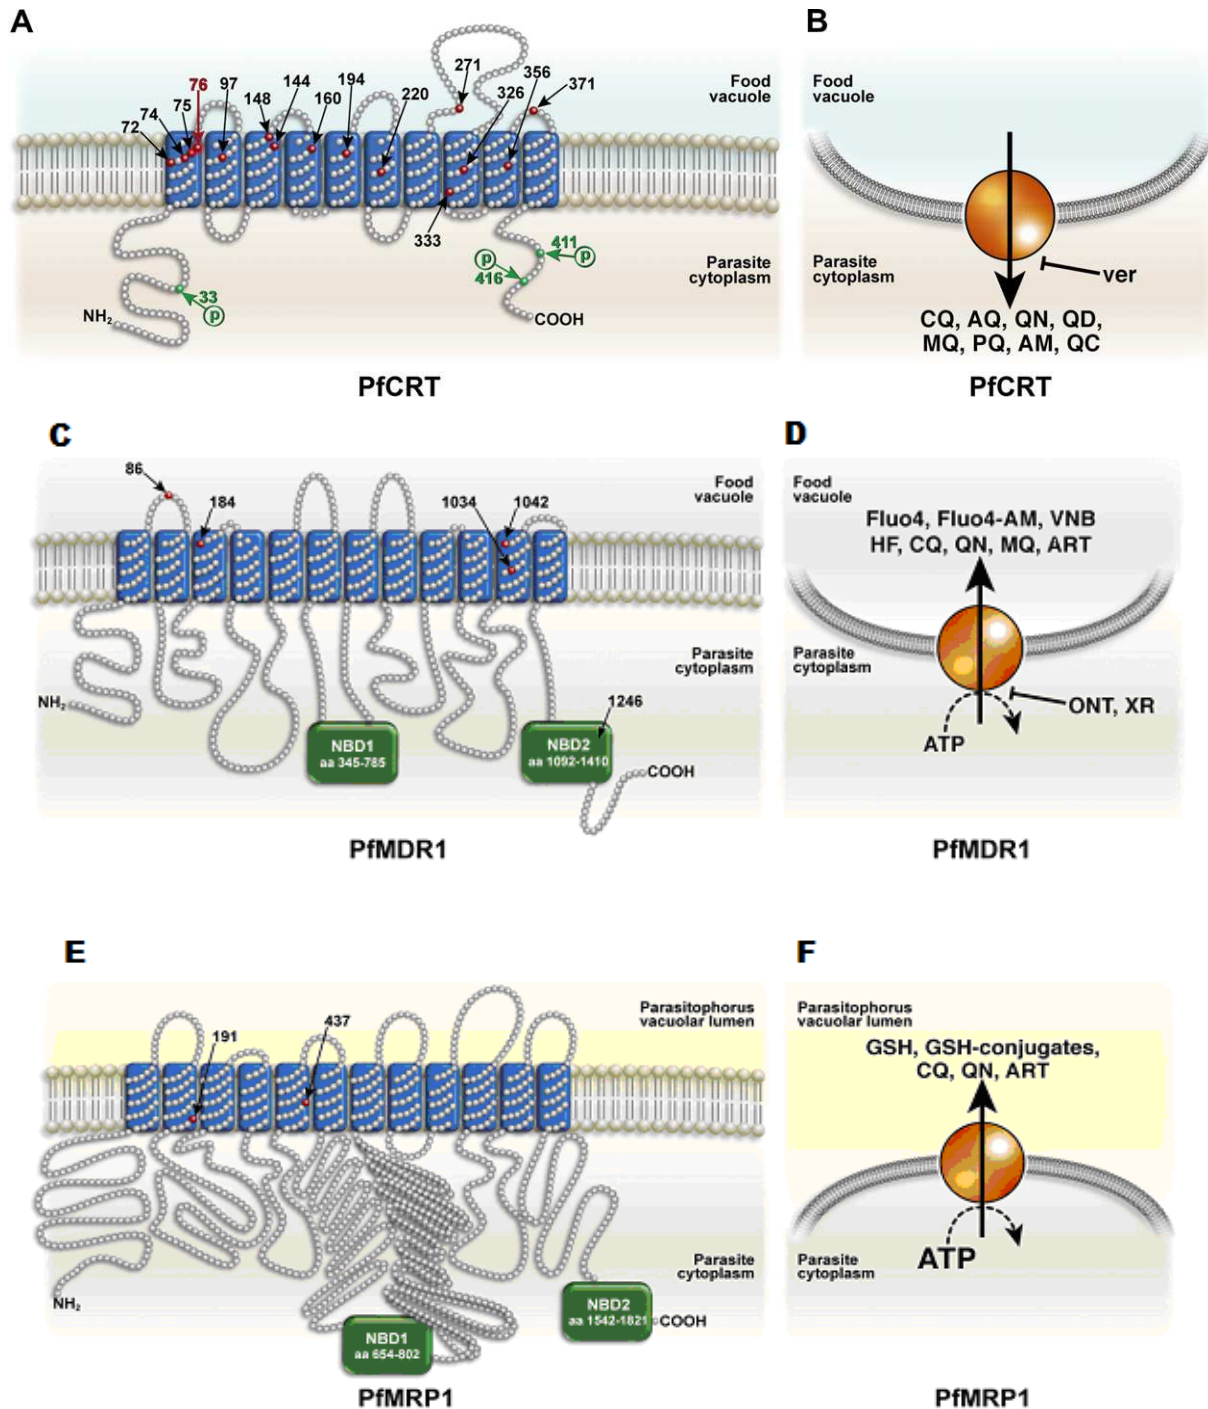 A
B
76
97
148
144
160
194
220
271
326
356
371
Food
vacuole
75
74
72
333
411
p
p
416
33
p
NH2
COOH
Parasite
cytoplasm
PfCRT
Food
vacuole
Parasite
cytoplasm
ver
CQ, AQ, QN, QD,
MQ, PQ, AM, QC
PfCRT
C
D
86
184
1034
1042
Food
vacuole
Parasite
cytoplasm
NH2
NBD1
aa 345-785
NBD2
aa 1092-1410
1246
COOH
PfMDR1
Food
vacuole
Fluo4, Fluo4-AM, VNB
HF, CQ, QN, MQ, ART
Parasite
cytoplasm
ONT, XR
ATP
PfMDR1
E
F
191
437
Parasitophorus
vacuolar lumen
Parasite
cytoplasm
NH2
NBD1
aa 654-802
NBD2
aa 1542-1821
COOH
PfMRP1
Parasitophorus
vacuolar lumen
GSH, GSH-conjugates,
CQ, QN, ART
ATP
Parasite
cytoplasm
PfMRP1